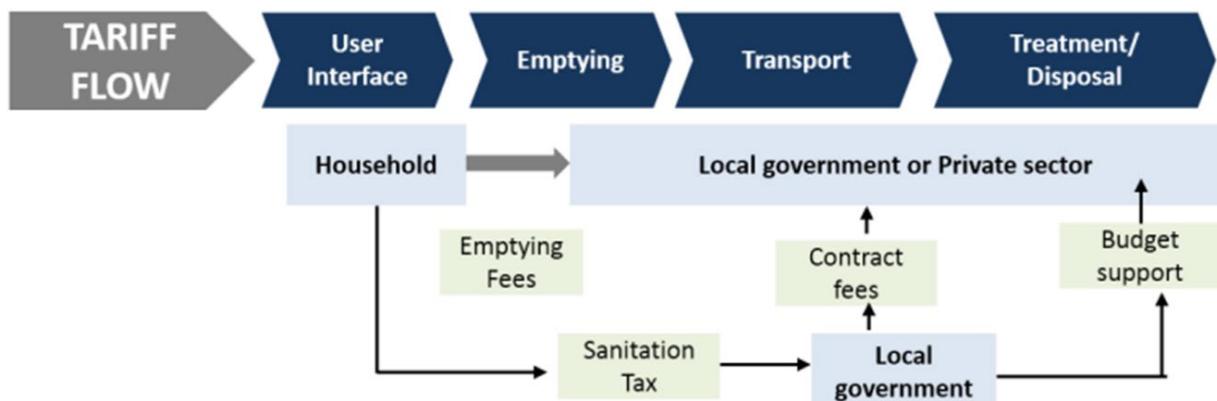 TARIFF
FLOW
User
Interface
Emptying
Transport
Treatment/
Disposal
Household
Local government or Private sector
Emptying
Fees
Contract
fees
Budget
support
Sanitation
Tax
Local
government